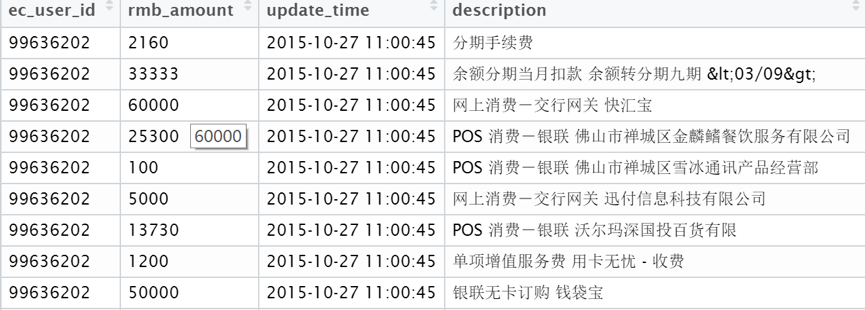 ec_user_id rmb_amount update_time description
99636202 2160 2015-10-27 11:00:45 分期手续费
99636202 33333 2015-10-27 11:00:45 余额分期当月扣款 余额转分期九期 &lt;03/09&gt;
99636202 60000 2015-10-27 11:00:45 网上消费－交行网关 快汇宝
99636202 25300 60000 2015-10-27 11:00:45 POS 消费－银联 佛山市禅城区金麟鳍餐饮服务有限公司
99636202 100 2015-10-27 11:00:45 POS 消费－银联 佛山市禅城区雪冰通讯产品经营部
99636202 5000 2015-10-27 11:00:45 网上消费－交行网关 迅付信息科技有限公司
99636202 13730 2015-10-27 11:00:45 POS 消费－银联 沃尔玛深国投百货有限
99636202 1200 2015-10-27 11:00:45 单项增值服务费 用卡无忧 - 收费
99636202 50000 2015-10-27 11:00:45 银联无卡订购 钱袋宝